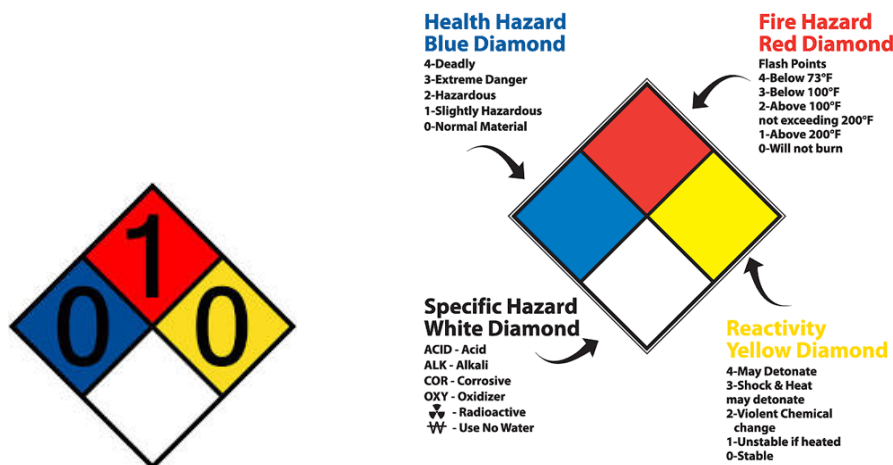 Health Hazard
Blue Diamond
4-Deadly
3-Extreme Danger
2-Hazardous
1-Slightly Hazardous
0-Normal Material
Fire Hazard
Red Diamond
Flash Points
4-Below 73°F
3-Below 100°F
2-Above 100°F
not exceeding 200°F
1-Above 200°F
0-Will not burn
1
0 0
Specific Hazard
White Diamond
ACID - Acid
ALK - Alkali
COR - Corrosive
OXY - Oxidizer
☢ - Radioactive
W - Use No Water
Reactivity
Yellow Diamond
4-May Detonate
3-Shock & Heat
may detonate
2-Violent Chemical
change
1-Unstable if heated
0-Stable